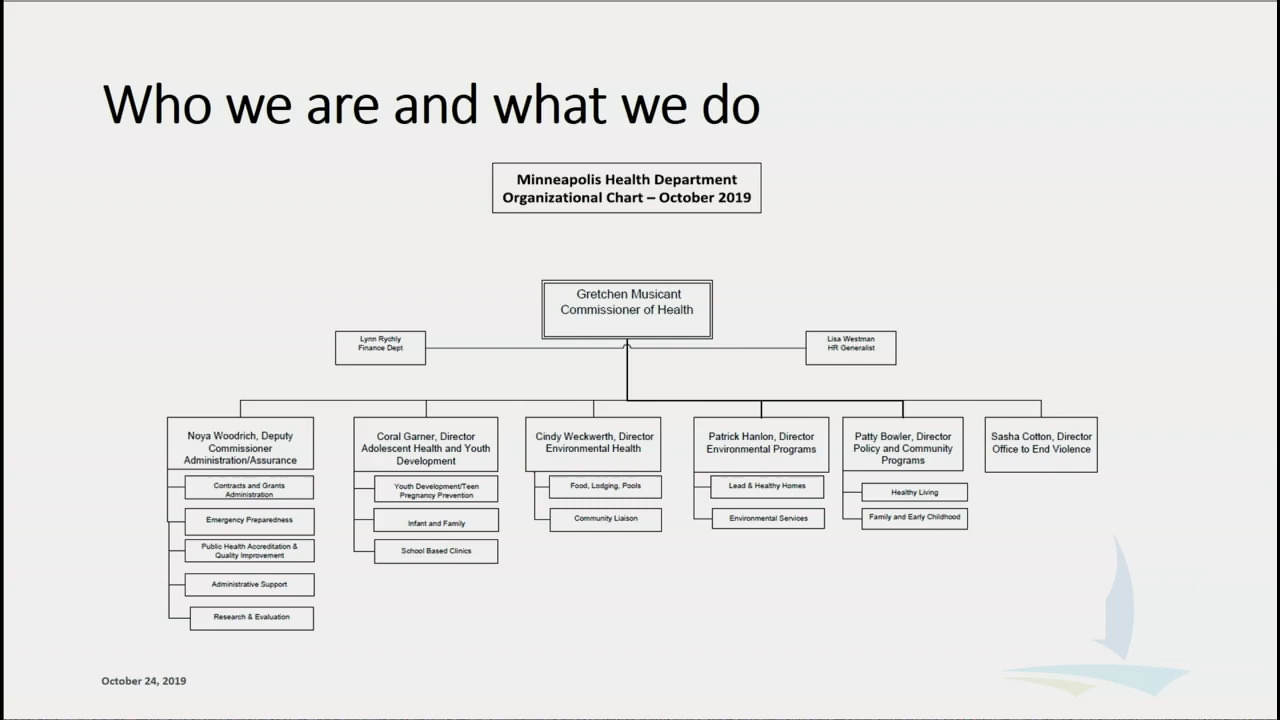 Who we are and what we do
Minneapolis Health Department
Organizational Chart – October 2019
Gretchen Musicant
Commissioner of Health
Lynn Rychly
Finance Dept
Lisa Westman
HR Generalist
Noya Woodrich, Deputy
Commissioner
Administration/Assurance
Contracts and Grants
Administration
Emergency Preparedness
Public Health Accreditation &
Quality Improvement
Administrative Support
Research & Evaluation
Coral Garner, Director
Adolescent Health and Youth
Development
Youth Development/Teen
Pregnancy Prevention
Infant and Family
School Based Clinics
Cindy Weckwerth, Director
Environmental Health
Food, Lodging, Pools
Community Liaison
Patrick Hanlon, Director
Environmental Programs
Lead & Healthy Homes
Environmental Services
Patty Bowler, Director
Policy and Community
Programs
Healthy Living
Family and Early Childhood
Sasha Cotton, Director
Office to End Violence
October 24, 2019